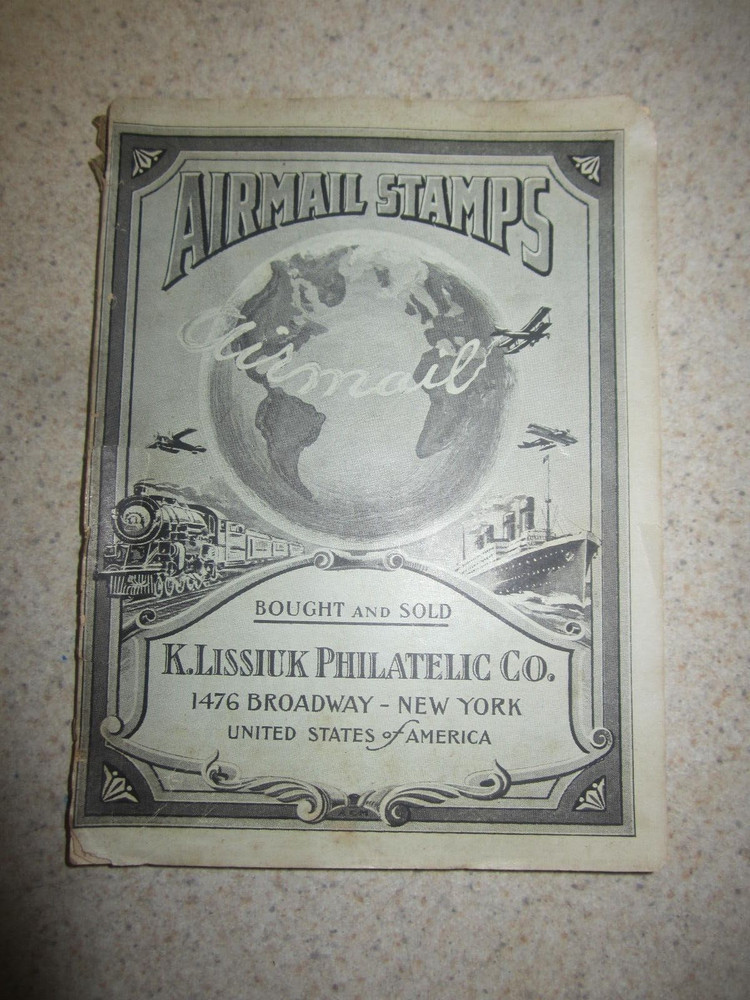 AIRMAIL STAMPS
Airmail
BOUGHT AND SOLD
K. LISSIUK PHILATELIC CO.
1476 BROADWAY - NEW YORK
UNITED STATES of AMERICA